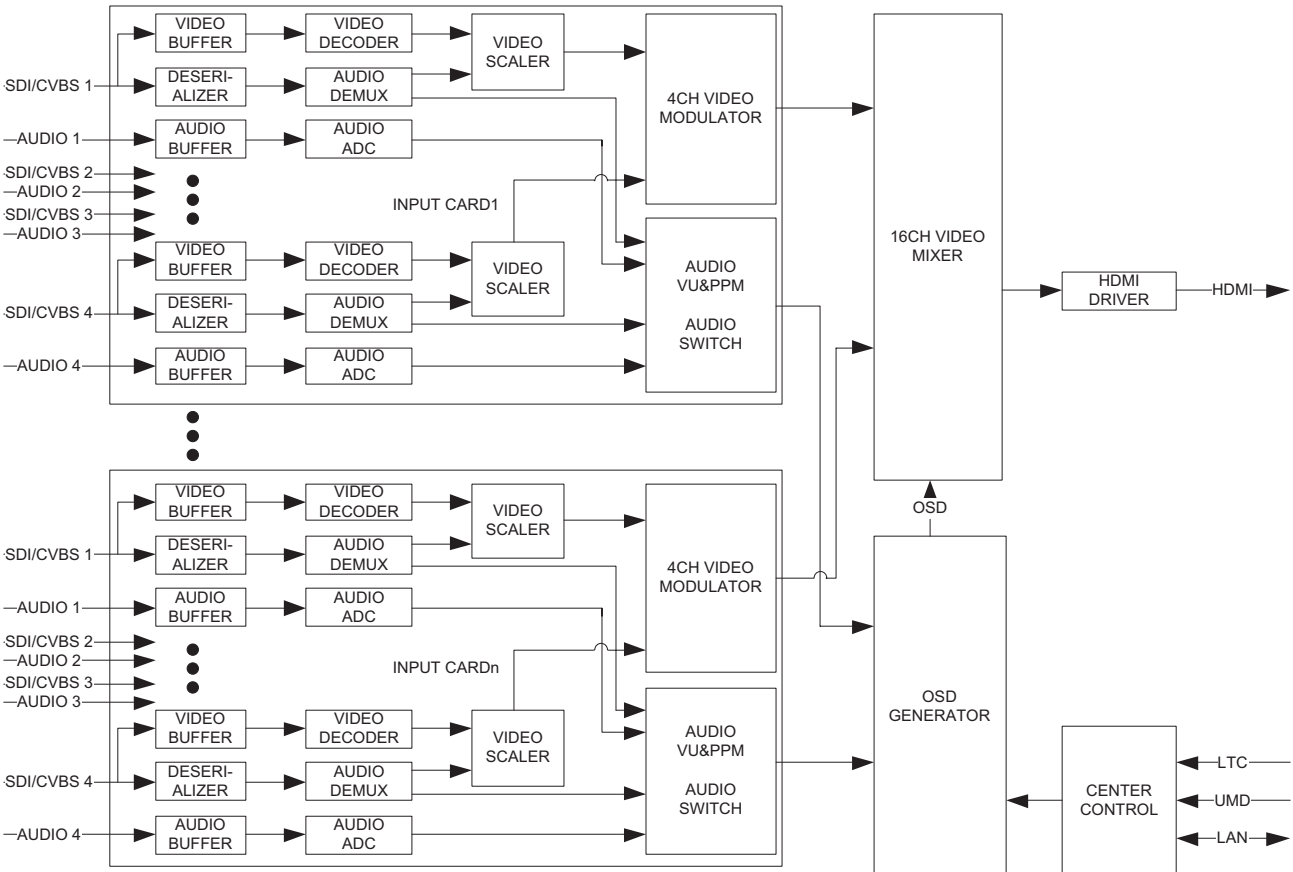 VIDEO
BUFFER
VIDEO
DECODER
VIDEO
SCALER
SDI/CVBS 1
DESERI-
ALIZER
AUDIO
DEMUX
4CH VIDEO
MODULATOR
AUDIO 1
AUDIO
BUFFER
AUDIO
ADC
SDI/CVBS 2
AUDIO 2
SDI/CVBS 3
AUDIO 3
INPUT CARD1
VIDEO
BUFFER
VIDEO
DECODER
VIDEO
SCALER
SDI/CVBS 4
DESERI-
ALIZER
AUDIO
DEMUX
AUDIO
VU&PPM
AUDIO
SWITCH
AUDIO 4
AUDIO
BUFFER
AUDIO
ADC
16CH VIDEO
MIXER
HDMI
DRIVER
HDMI
VIDEO
BUFFER
VIDEO
DECODER
VIDEO
SCALER
SDI/CVBS 1
DESERI-
ALIZER
AUDIO
DEMUX
4CH VIDEO
MODULATOR
AUDIO 1
AUDIO
BUFFER
AUDIO
ADC
SDI/CVBS 2
AUDIO 2
SDI/CVBS 3
AUDIO 3
INPUT CARDn
VIDEO
BUFFER
VIDEO
DECODER
VIDEO
SCALER
SDI/CVBS 4
DESERI-
ALIZER
AUDIO
DEMUX
AUDIO
VU&PPM
AUDIO
SWITCH
AUDIO 4
AUDIO
BUFFER
AUDIO
ADC
OSD
OSD
GENERATOR
CENTER
CONTROL
LTC
UMD
LAN